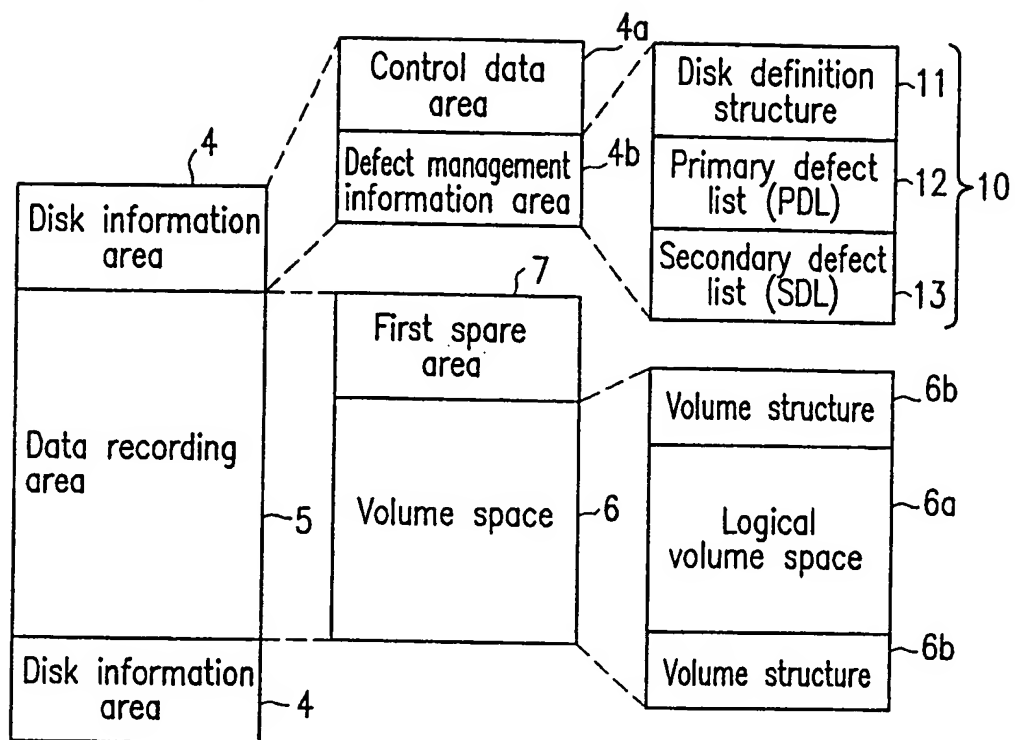 4
Disk information
area
Data recording
area
5
Disk information
area
4
4a
Control data
area
4b
Defect management
information area
7
First spare
area
Volume space
6
Disk definition
structure
11
Primary defect
list (PDL)
12
Secondary defect
list (SDL)
13
10
Volume structure
6b
Logical
volume space
6a
Volume structure
6b